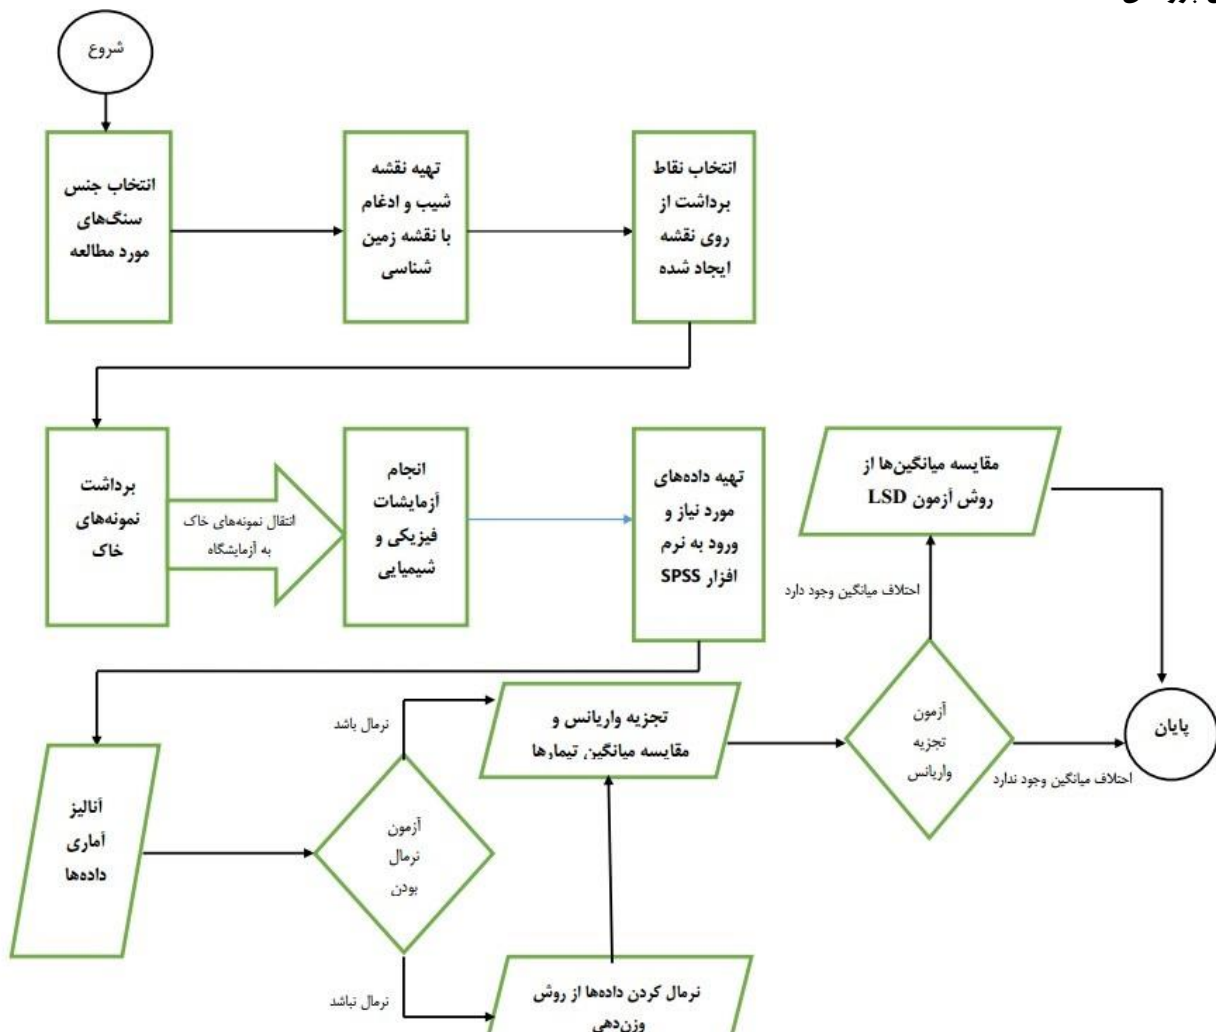 شروع
انتخاب جنس
سنگ‌های
مورد مطالعه
تهیه نقشه
شیب و ادغام
با نقشه زمین
شناسی
انتخاب نقاط
برداشت از
روی نقشه
ایجاد شده
برداشت
نمونه‌های
خاک
انتقال نمونه‌های خاک
به آزمایشگاه
انجام
آزمایشات
فیزیکی و
شیمیایی
تهیه داده‌های
مورد نیاز و
ورود به نرم
افزار SPSS
آنالیز
آماری
داده‌ها
آزمون
نرمال
بودن
نرمال باشد
نرمال نباشد
نرمال کردن داده‌ها از روش
وزن‌دهی
تجزیه واریانس و
مقایسه میانگین تیمارها
آزمون
تجزیه
واریانس
اختلاف میانگین وجود دارد
مقایسه میانگین‌ها از
روش آزمون LSD
اختلاف میانگین وجود ندارد
پایان